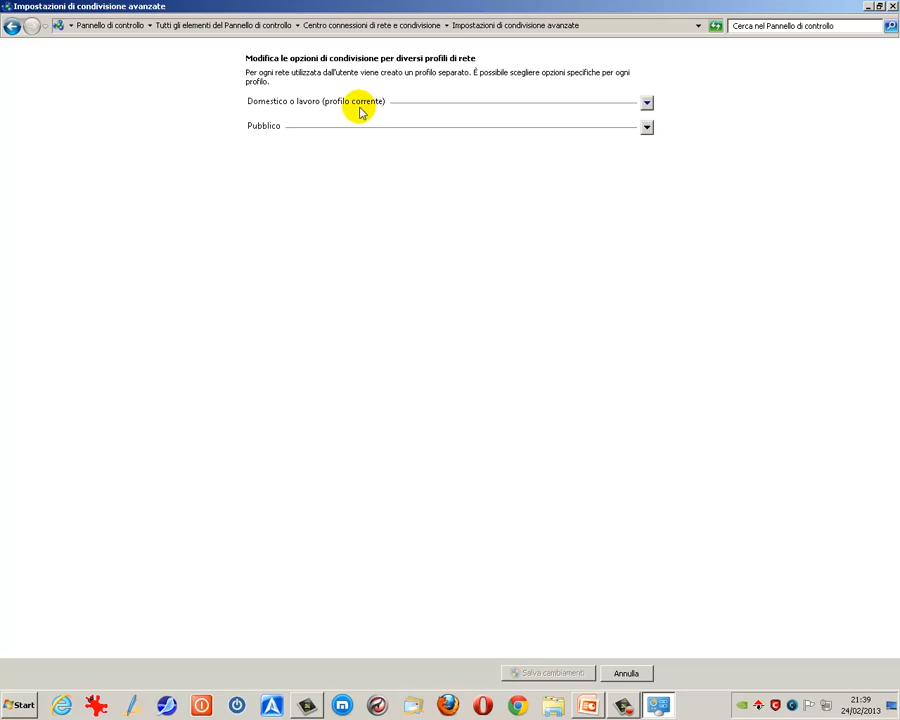 Impostazioni di condivisione avanzate
Pannello di controllo Tutti gli elementi del Pannello di controllo Centro connessioni di rete e condivisione Impostazioni di condivisione avanzate Cerca nel Pannello di controllo
Modifica le opzioni di condivisione per diversi profili di rete
Per ogni rete utilizzata dall'utente viene creato un profilo separato. È possibile scegliere opzioni specifiche per ogni
profilo.
Domestico o lavoro (profilo corrente)
Pubblico
Salva cambiamenti Annulla
Start 21:39
24/02/2013